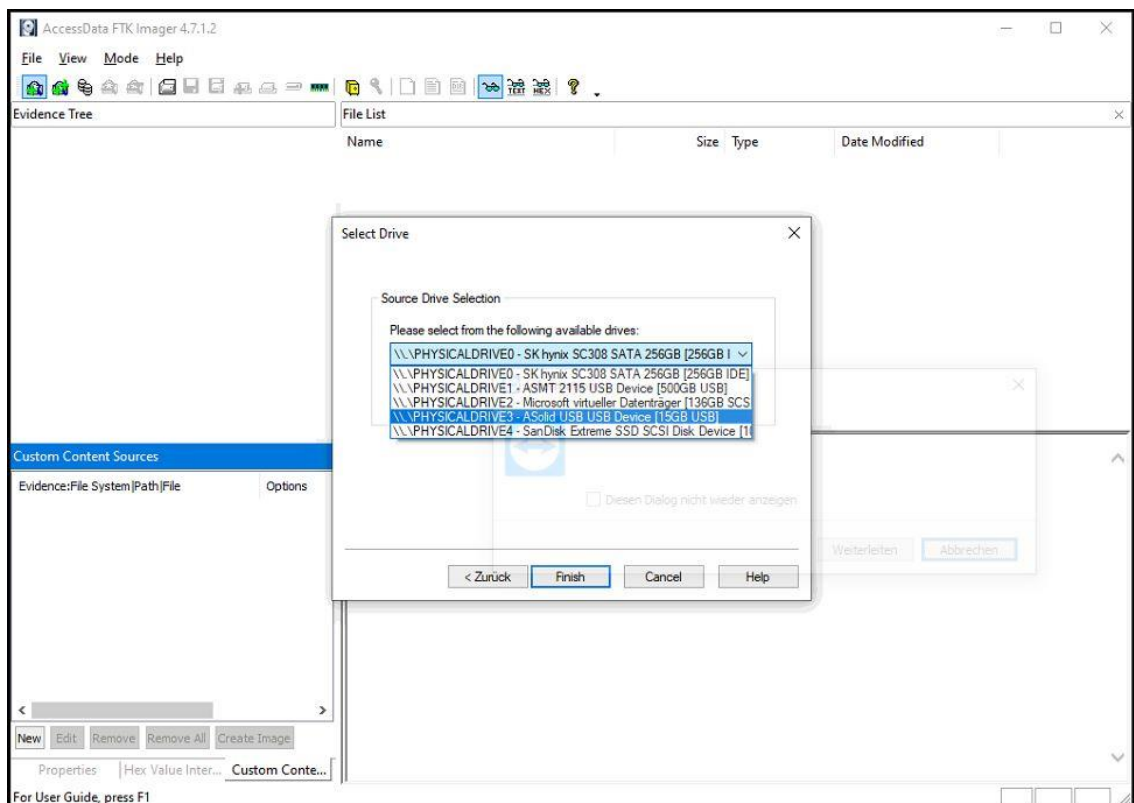 AccessData FTK Imager 4.7.1.2
File View Mode Help
TEXT HEX
Evidence Tree
File List
Name Size Type Date Modified
Select Drive
Source Drive Selection
Please select from the following available drives:
\\.\PHYSICALDRIVE0 - SK hynix SC308 SATA 256GB [256GB I
\\.\PHYSICALDRIVE0 - SK hynix SC308 SATA 256GB [256GB IDE]
\\.\PHYSICALDRIVE1 - ASMT 2115 USB Device [500GB USB]
\\.\PHYSICALDRIVE2 - Microsoft virtueller Datenträger [136GB SCS
\\.\PHYSICALDRIVE3 - ASolid USB USB Device [15GB USB]
\\.\PHYSICALDRIVE4 - SanDisk Extreme SSD SCSI Disk Device [1
Custom Content Sources
Evidence:File System|Path|File Options
Diesen Dialog nicht wieder anzeigen
Weiterleiten Abbrechen
< Zurück Finish Cancel Help
New Edit Remove Remove All Create Image
Properties Hex Value Inter... Custom Conte...
For User Guide, press F1